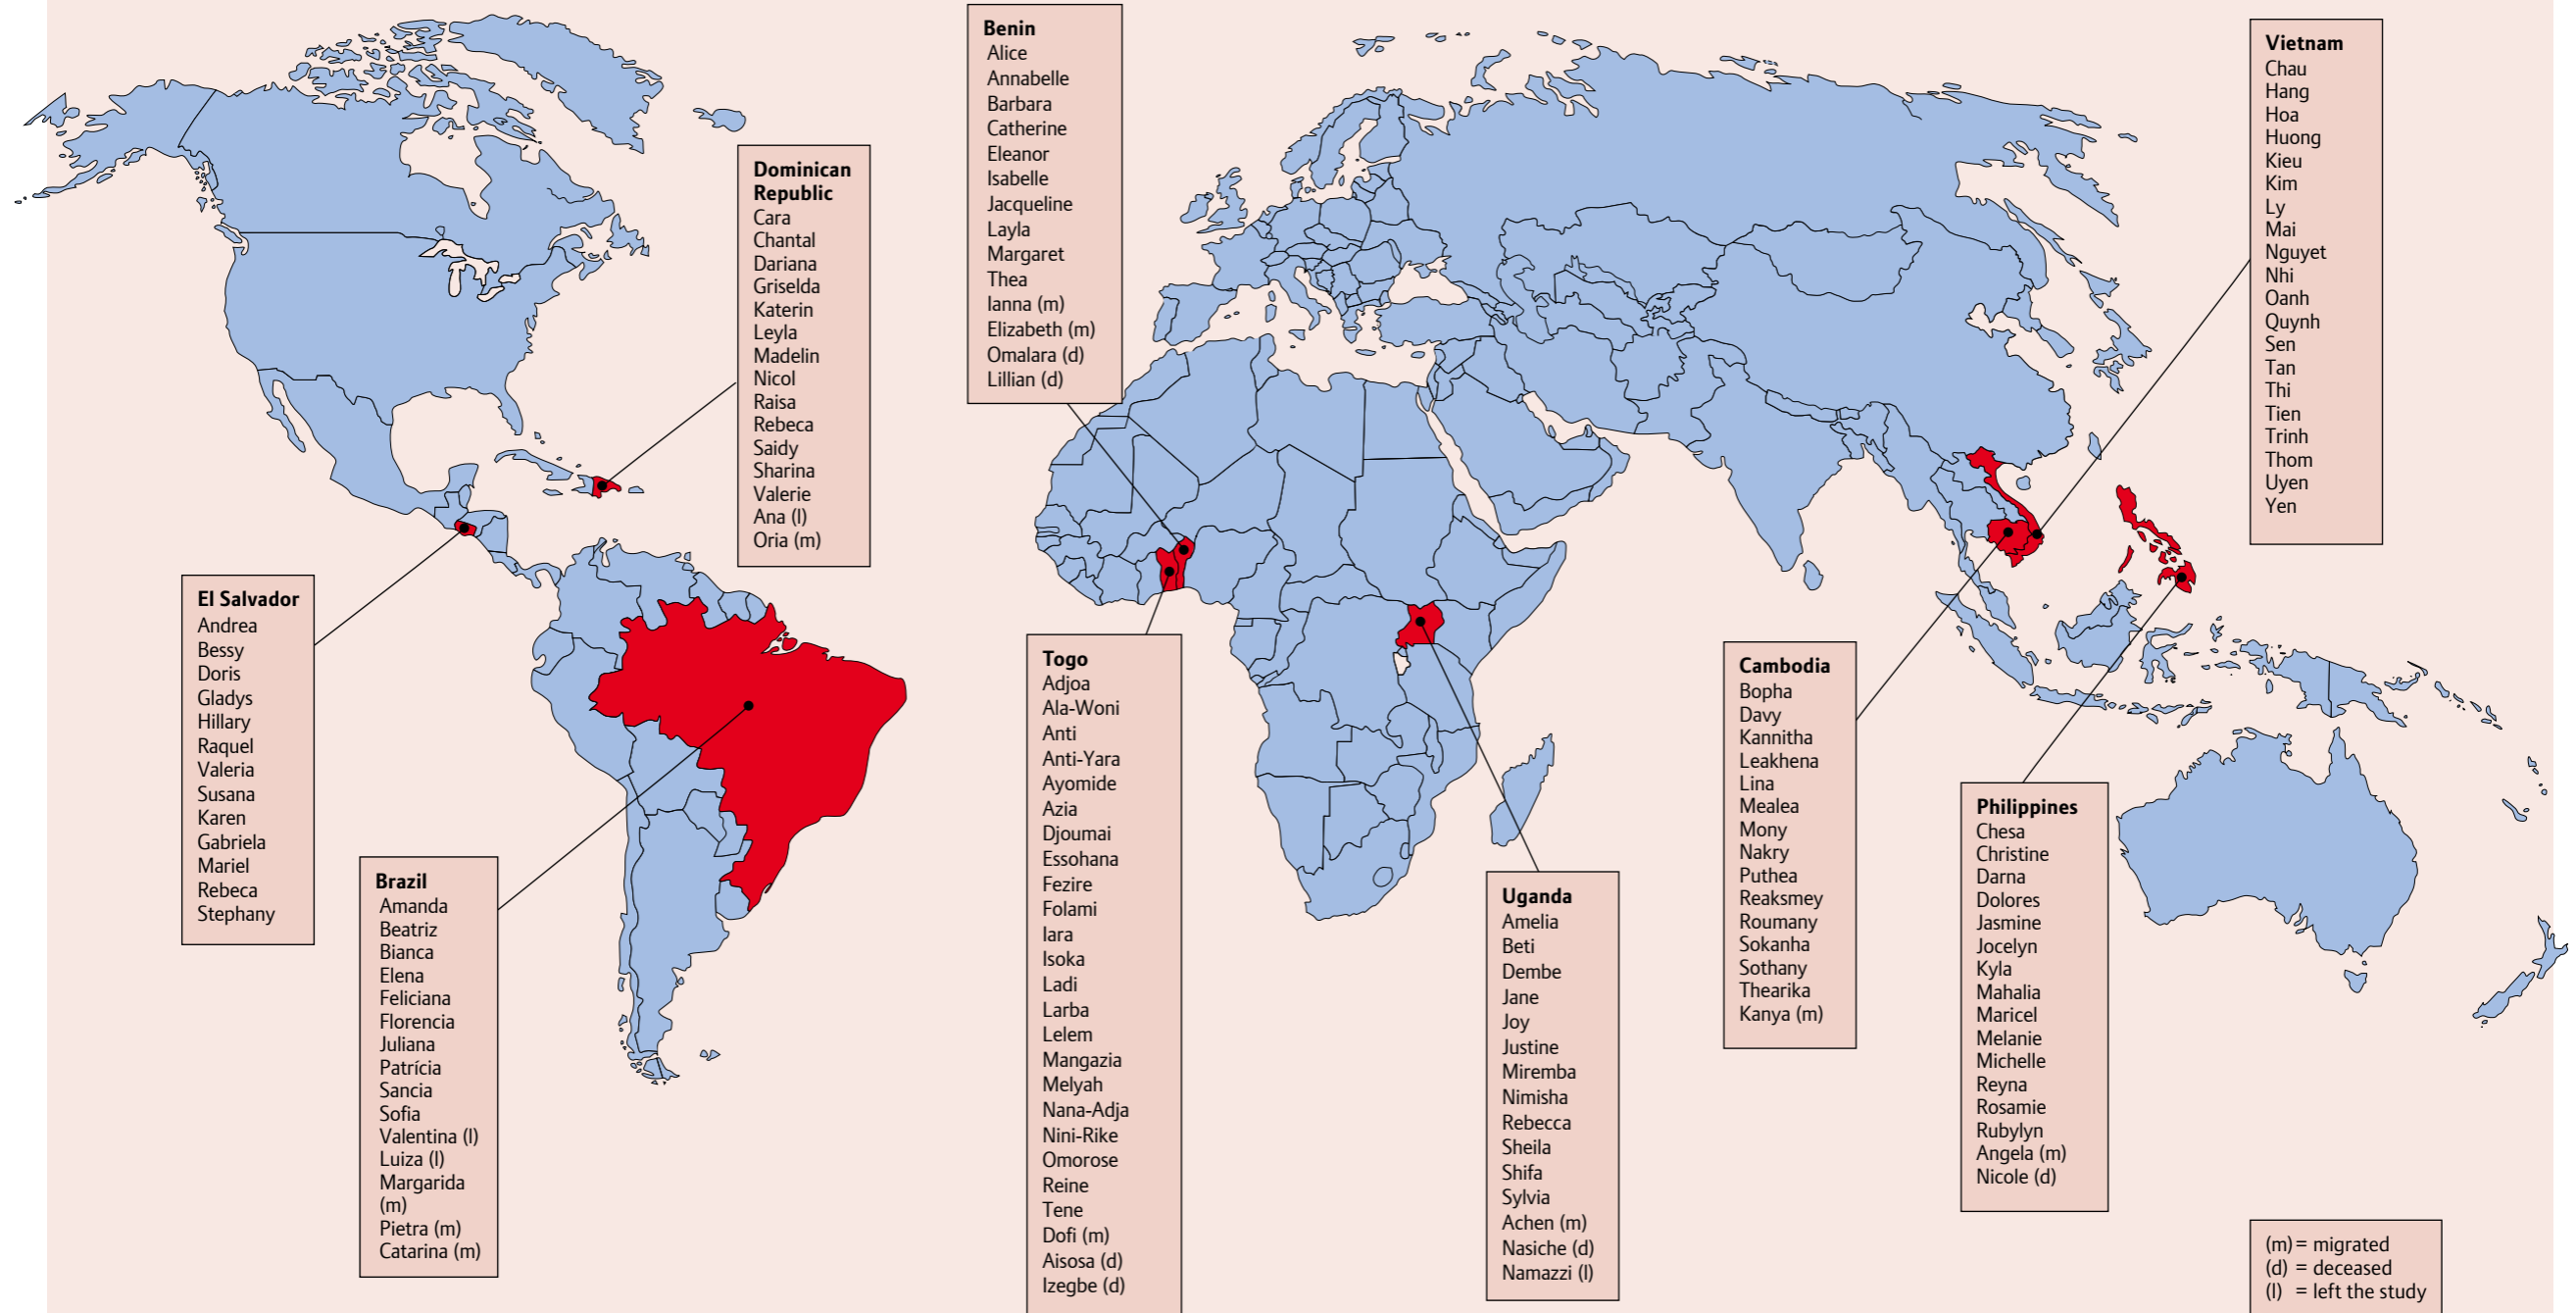 Benin
Alice
Annabelle
Barbara
Catherine
Eleanor
Isabelle
Jacqueline
Layla
Margaret
Thea
Ianna (m)
Elizabeth (m)
Omalara (d)
Lillian (d)
Vietnam
Chau
Hang
Hoa
Huong
Kieu
Kim
Ly
Mai
Nguyet
Nhi
Oanh
Quynh
Sen
Tan
Thi
Tien
Trinh
Thom
Uyen
Yen
Dominican
Republic
Cara
Chantal
Dariana
Griselda
Katerin
Leyla
Madelin
Nicol
Raisa
Rebeca
Saidy
Sharina
Valerie
Ana (l)
Oria (m)
El Salvador
Andrea
Bessy
Doris
Gladys
Hillary
Raquel
Valeria
Susana
Karen
Gabriela
Mariel
Rebeca
Stephany
Brazil
Amanda
Beatriz
Bianca
Elena
Feliciana
Florencia
Juliana
Patrícia
Sancia
Sofia
Valentina (l)
Luiza (l)
Margarida
(m)
Pietra (m)
Catarina (m)
Togo
Adjoa
Ala-Woni
Anti
Anti-Yara
Ayomide
Azia
Djoumai
Essohana
Fezire
Folami
Iara
Isoka
Ladi
Larba
Lelem
Mangazia
Melyah
Nana-Adja
Nini-Rike
Omorose
Reine
Tene
Dofi (m)
Aisosa (d)
Izegbe (d)
Uganda
Amelia
Beti
Dembe
Jane
Joy
Justine
Miremba
Nimisha
Rebecca
Sheila
Shifa
Sylvia
Achen (m)
Nasiche (d)
Namazzi (l)
Cambodia
Bopha
Davy
Kannitha
Leakhena
Lina
Mealea
Mony
Nakry
Puthea
Reaksmey
Roumany
Sokanha
Sothany
Thearika
Kanya (m)
Philippines
Chesa
Christine
Darna
Dolores
Jasmine
Jocelyn
Kyla
Mahalia
Maricel
Melanie
Michelle
Reyna
Rosamie
Rubylyn
Angela (m)
Nicole (d)
(m) = migrated
(d) = deceased
(l) = left the study